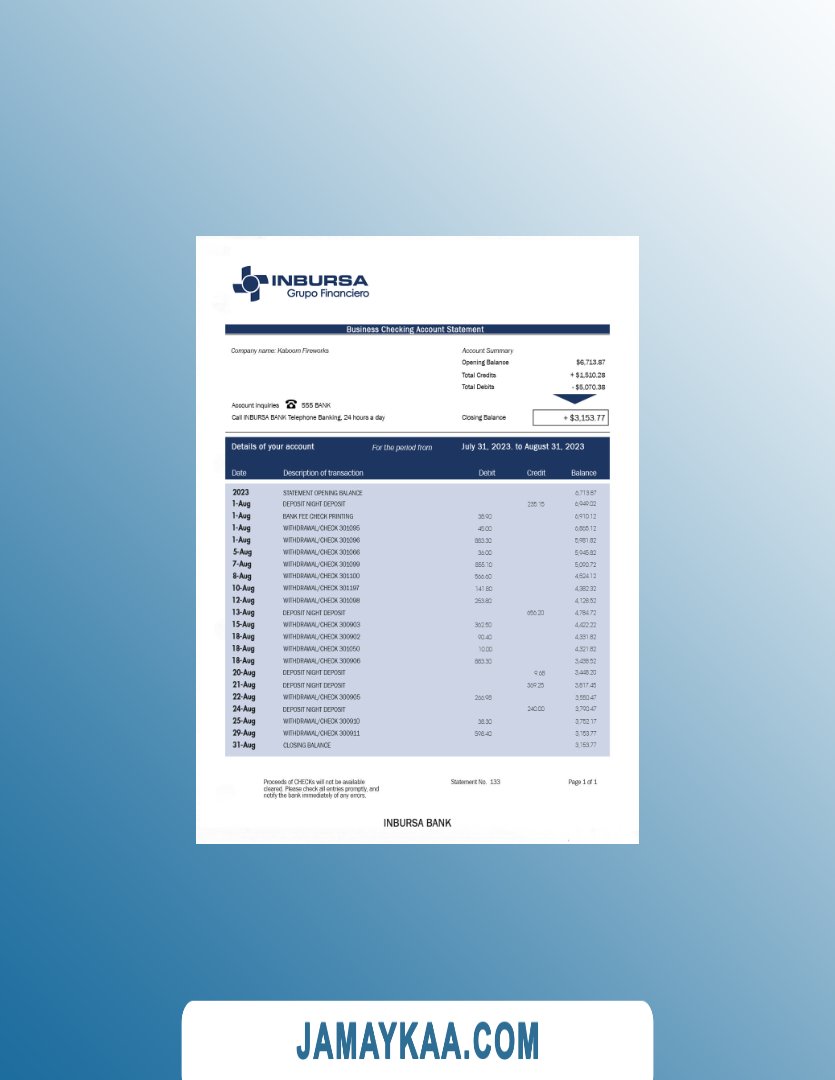 INBURSA
Grupo Financiero
Business Checking Account Statement
Company name: Kaboom Fireworks
Account Summary
Opening Balance $6,713.87
Total Credits + $1,510.28
Total Debits - $5,070.38
Account Inquiries 555 BANK
Call INBURSA BANK Telephone Banking, 24 hours a day
Closing Balance + $3,153.77
Details of your account For the period from July 31, 2023, to August 31, 2023
Date Description of transaction Debit Credit Balance
2023 STATEMENT OPENING BALANCE 6,713.87
1-Aug DEPOSIT NIGHT DEPOSIT 235.15 6,949.02
1-Aug BANK FEE CHECK PRINTING 38.90 6,910.12
1-Aug WITHDRAWAL/CHECK 301095 45.00 6,865.12
1-Aug WITHDRAWAL/CHECK 301096 883.30 5,981.82
5-Aug WITHDRAWAL/CHECK 301098 36.00 5,945.82
7-Aug WITHDRAWAL/CHECK 301099 855.10 5,090.72
8-Aug WITHDRAWAL/CHECK 301100 566.60 4,524.12
10-Aug WITHDRAWAL/CHECK 301197 141.80 4,382.32
12-Aug WITHDRAWAL/CHECK 301098 253.80 4,128.52
13-Aug DEPOSIT NIGHT DEPOSIT 656.20 4,784.72
15-Aug WITHDRAWAL/CHECK 300903 362.50 4,422.22
18-Aug WITHDRAWAL/CHECK 300902 90.40 4,331.82
18-Aug WITHDRAWAL/CHECK 301050 10.00 4,321.82
18-Aug WITHDRAWAL/CHECK 300906 883.30 3,438.52
20-Aug DEPOSIT NIGHT DEPOSIT 9.68 3,448.20
21-Aug DEPOSIT NIGHT DEPOSIT 369.25 3,817.45
22-Aug WITHDRAWAL/CHECK 300905 266.98 3,550.47
24-Aug DEPOSIT NIGHT DEPOSIT 240.00 3,790.47
25-Aug WITHDRAWAL/CHECK 300910 38.30 3,752.17
29-Aug WITHDRAWAL/CHECK 300911 598.40 3,153.77
31-Aug CLOSING BALANCE 3,153.77
Proceeds of CHECKs will not be available
cleared. Please check all entries promptly, and
notify the bank immediately of any errors.
Statement No. 133
Page 1 of 1
INBURSA BANK
JAMAYKAA.COM